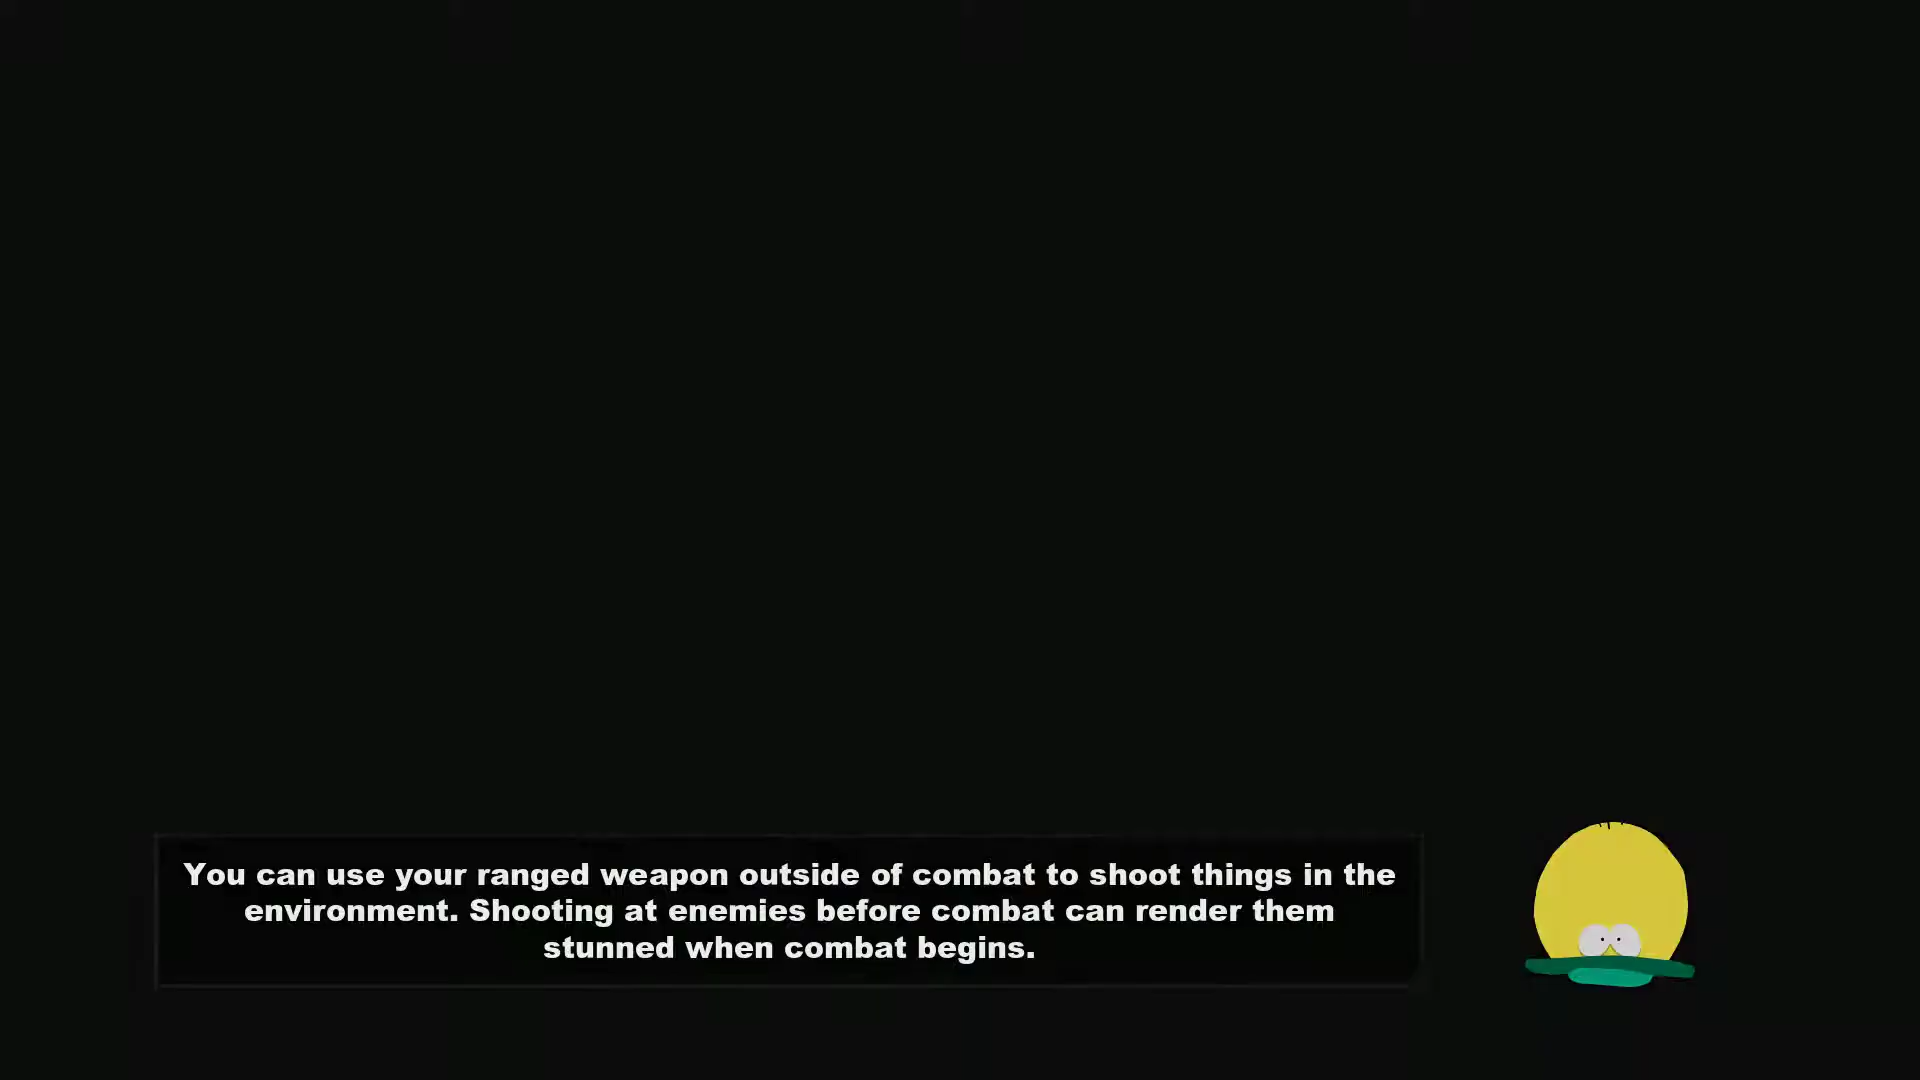 You can use your ranged weapon outside of combat to shoot things in the
environment. Shooting at enemies before combat can render them
stunned when combat begins.